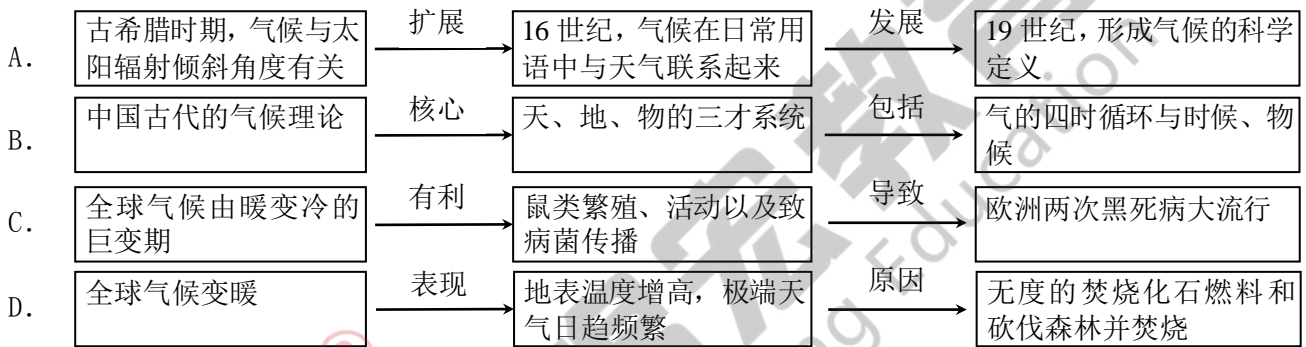 扩展 发展
A. 古希腊时期，气候与太 16 世纪，气候在日常用 19 世纪，形成气候的科学
阳辐射倾斜角度有关 语中与天气联系起来 定义
核心 包括
B. 中国古代的气候理论 天、地、物的三才系统 气的四时循环与时候、物
候
有利 导致
C. 全球气候由暖变冷的 鼠类繁殖、活动以及致 欧洲两次黑死病大流行
巨变期 病菌传播
表现 原因
D. 全球气候变暖 地表温度增高，极端天 无度的焚烧化石燃料和
气日趋频繁 砍伐森林并焚烧